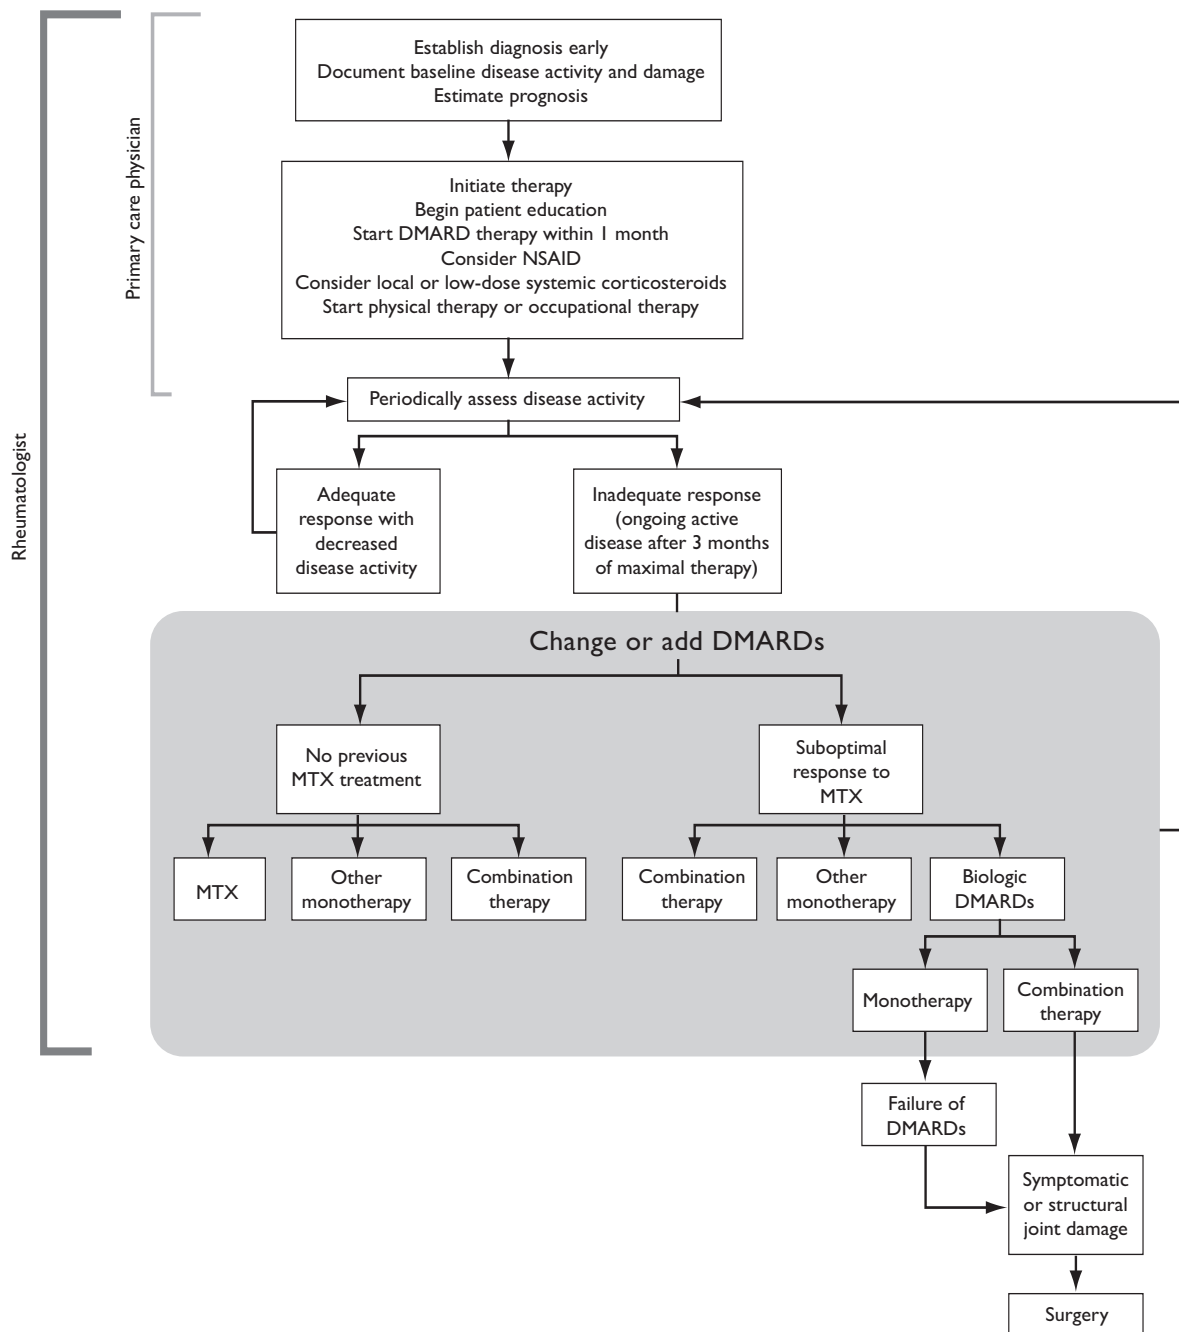 Rheumatologist
Primary care physician
Establish diagnosis early
Document baseline disease activity and damage
Estimate prognosis
Initiate therapy
Begin patient education
Start DMARD therapy within 1 month
Consider NSAID
Consider local or low-dose systemic corticosteroids
Start physical therapy or occupational therapy
Periodically assess disease activity
Adequate
response with
decreased
disease activity
Inadequate response
(ongoing active
disease after 3 months
of maximal therapy)
Change or add DMARDs
No previous
MTX treatment
Suboptimal
response to
MTX
MTX
Other
monotherapy
Combination
therapy
Combination
therapy
Other
monotherapy
Biologic
DMARDs
Monotherapy
Combination
therapy
Failure of
DMARDs
Symptomatic
or structural
joint damage
Surgery